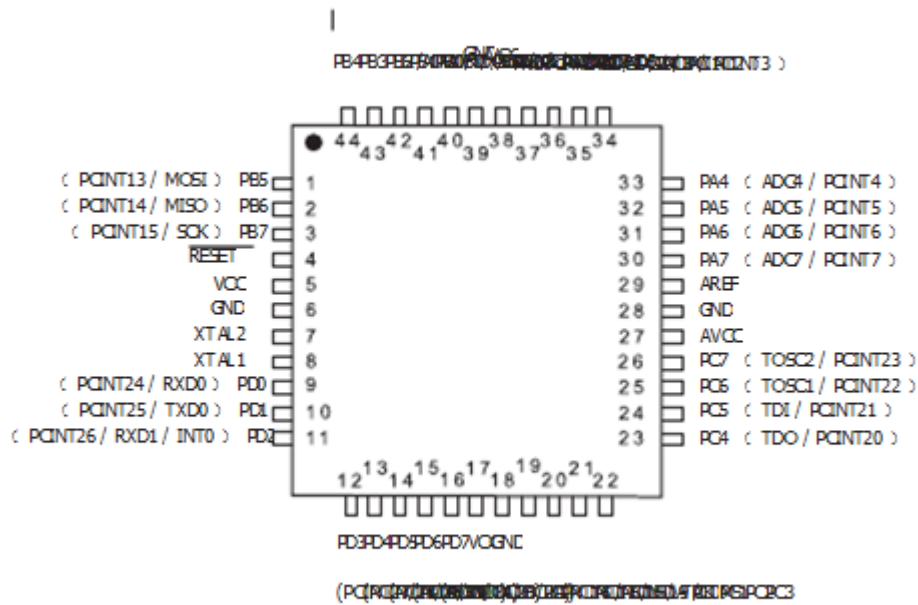 PB4PB3PB2
GND
44 43 42 41 40 39 38 37 36 35 34
( PCINT13 / MOSI ) PB5 1 33 PA4 ( ADC4 / PCINT4 )
( PCINT14 / MISO ) PB6 2 32 PA5 ( ADC5 / PCINT5 )
( PCINT15 / SCK ) PB7 3 31 PA6 ( ADC6 / PCINT6 )
RESET 4 30 PA7 ( ADC7 / PCINT7 )
VCC 5 29 AREF
GND 6 28 GND
XTAL2 7 27 AVCC
XTAL1 8 26 PC7 ( TOSC2 / PCINT23 )
( PCINT24 / RXD0 ) PD0 9 25 PC6 ( TOSC1 / PCINT22 )
( PCINT25 / TXD0 ) PD1 10 24 PC5 ( TDI / PCINT21 )
( PCINT26 / RXD1 / INT0 ) PD2 11 23 PC4 ( TDO / PCINT20 )
12 13 14 15 16 17 18 19 20 21 22
PD3PD4PD5PD6PD7VCCGND